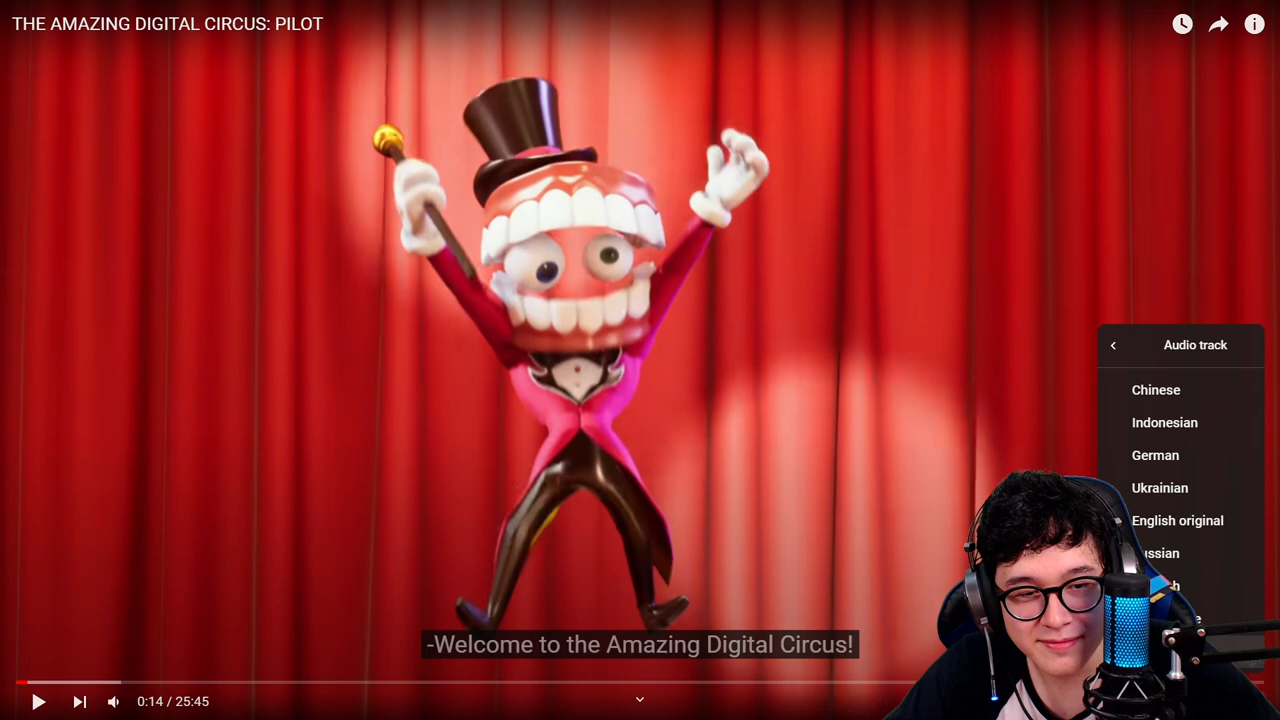 THE AMAZING DIGITAL CIRCUS: PILOT
Audio track
Chinese
Indonesian
German
Ukrainian
English original
-Welcome to the Amazing Digital Circus!
0:14 / 25:45